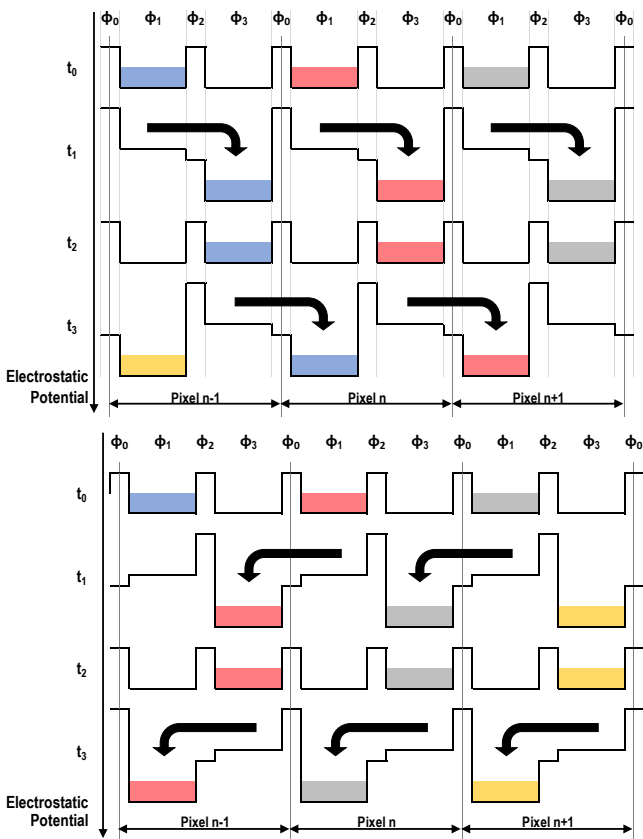 Φ₀ Φ₁ Φ₂ Φ₃ Φ₀ Φ₁ Φ₂ Φ₃ Φ₀ Φ₁ Φ₂ Φ₃ Φ₀
t₀
t₁
t₂
t₃
Electrostatic
Potential
Pixel n-1 Pixel n Pixel n+1
Φ₀ Φ₁ Φ₂ Φ₃ Φ₀ Φ₁ Φ₂ Φ₃ Φ₀ Φ₁ Φ₂ Φ₃ Φ₀
t₀
t₁
t₂
t₃
Electrostatic
Potential
Pixel n-1 Pixel n Pixel n+1